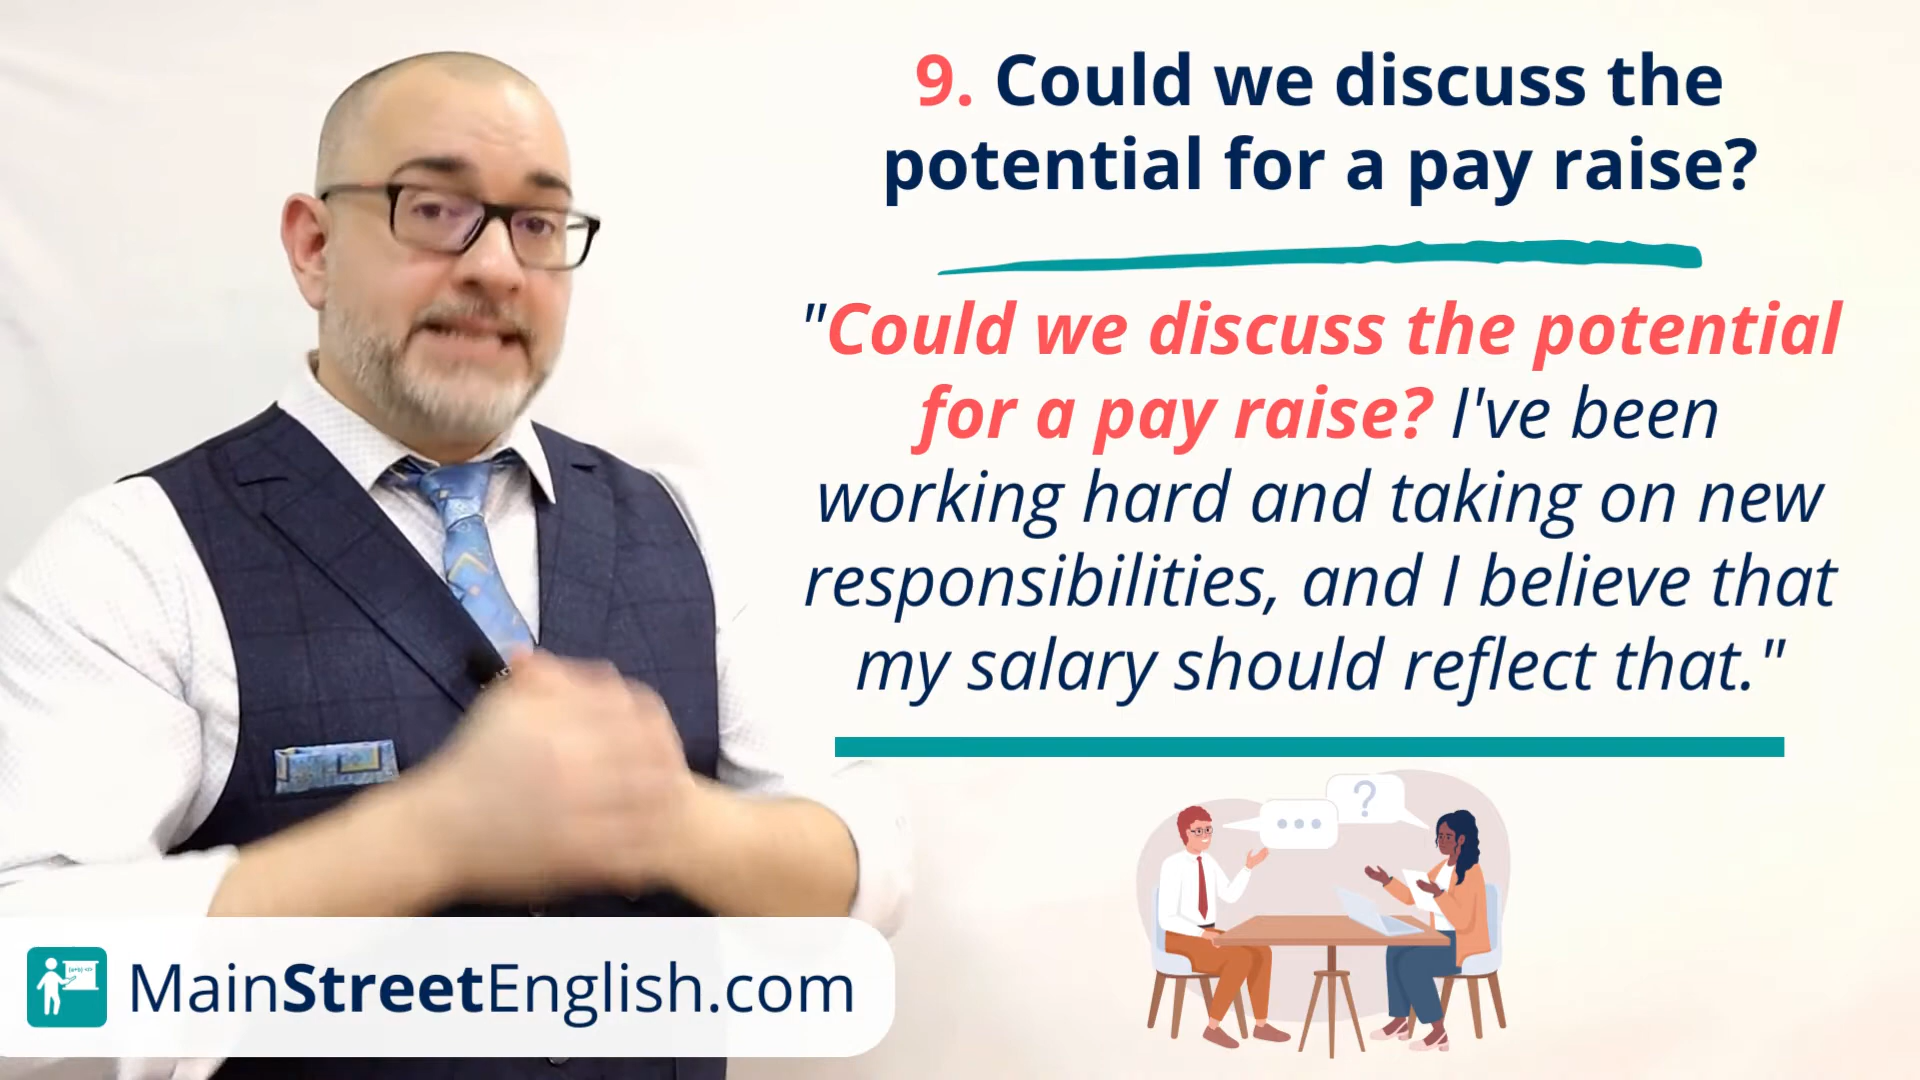 9. Could we discuss the
potential for a pay raise?
"Could we discuss the potential
for a pay raise? I've been
working hard and taking on new
responsibilities, and I believe that
my salary should reflect that."
?
MainStreetEnglish.com